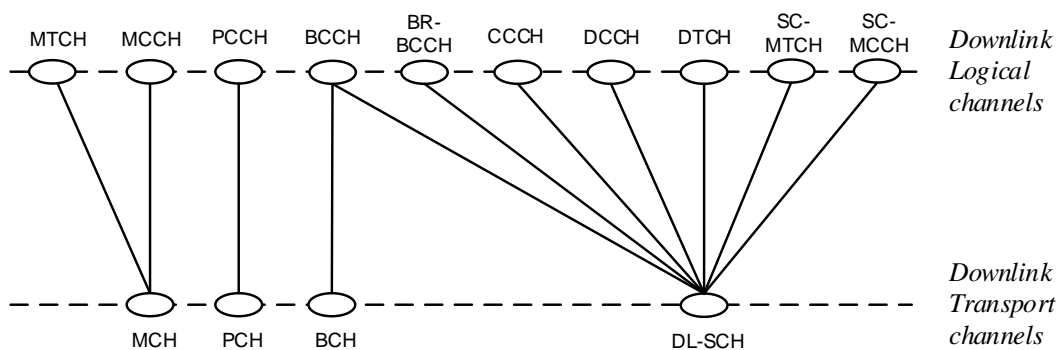 MTCH
MCCH
PCCH
BCCH
BR-
BCCH
CCCH
DCCH
DTCH
SC-
MTCH
SC-
MCCH
Downlink
Logical
channels
MCH
PCH
BCH
DL-SCH
Downlink
Transport
channels